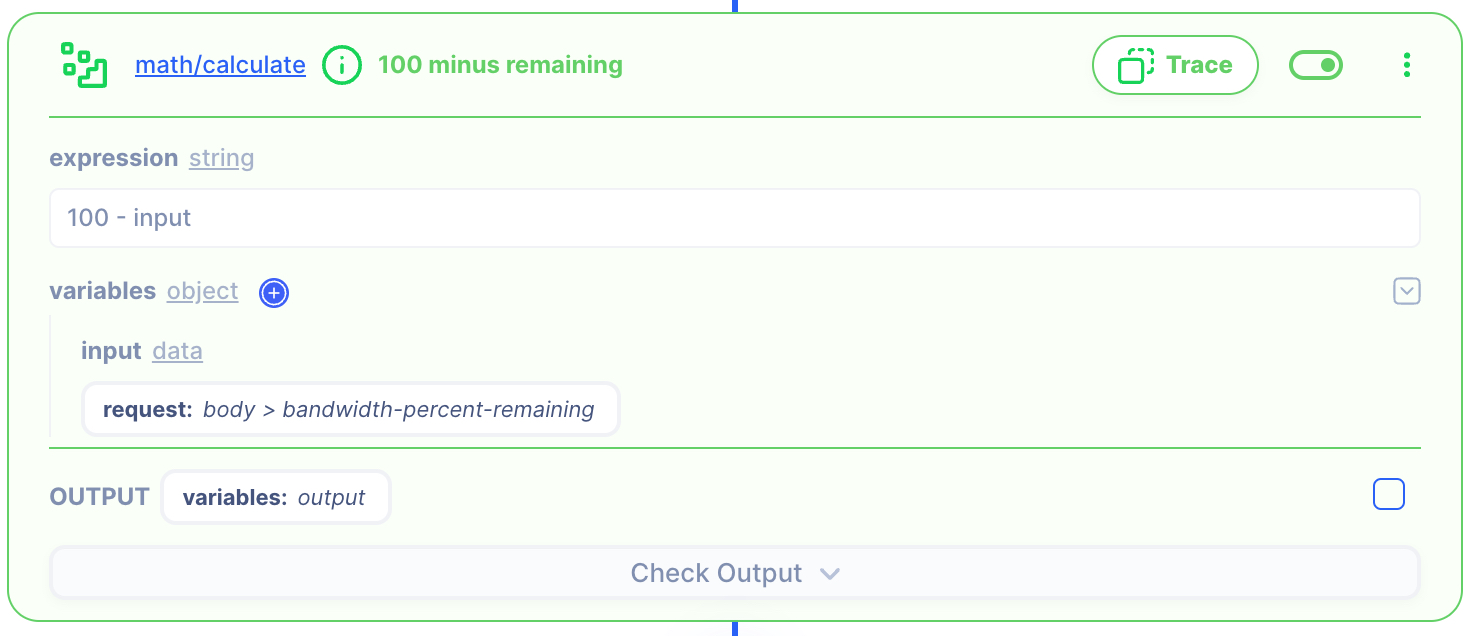 math/calculate 100 minus remaining Trace
expression string
100 - input
variables object
input data
request: body > bandwidth-percent-remaining
OUTPUT variables: output
Check Output